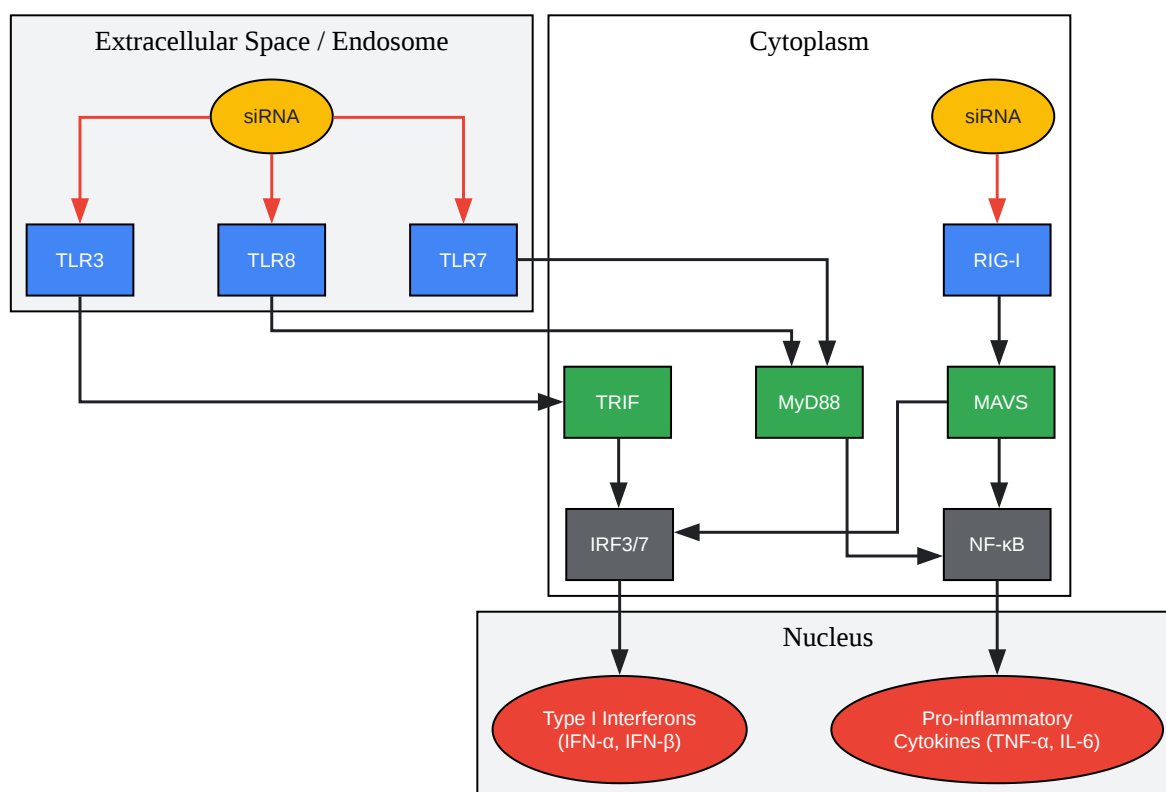 Extracellular Space / Endosome
Cytoplasm
siRNA
siRNA
TLR3
TLR8
TLR7
RIG-I
TRIF
MyD88
MAVS
IRF3/7
NF-κB
Nucleus
Type I Interferons
(IFN-α, IFN-β)
Pro-inflammatory
Cytokines (TNF-α, IL-6)